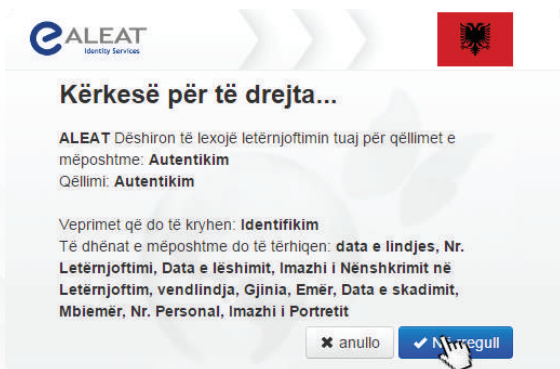 ALEAT
Identity Services
Kërkesë për të drejta...
ALEAT Dëshiron të lexojë letërnjoftimin tuaj për qëllimet e
mëposhtme: Autentikim
Qëllimi: Autentikim
Veprimet që do të kryhen: Identifikim
Të dhënat e mëposhtme do të tërhiqen: data e lindjes, Nr.
Letërnjoftimi, Data e lëshimit, Imazhi i Nënshkrimit në
Letërnjoftim, vendlindja, Gjinia, Emër, Data e skadimit,
Mbiemër, Nr. Personal, Imazhi i Portretit
anullo
Në rregull